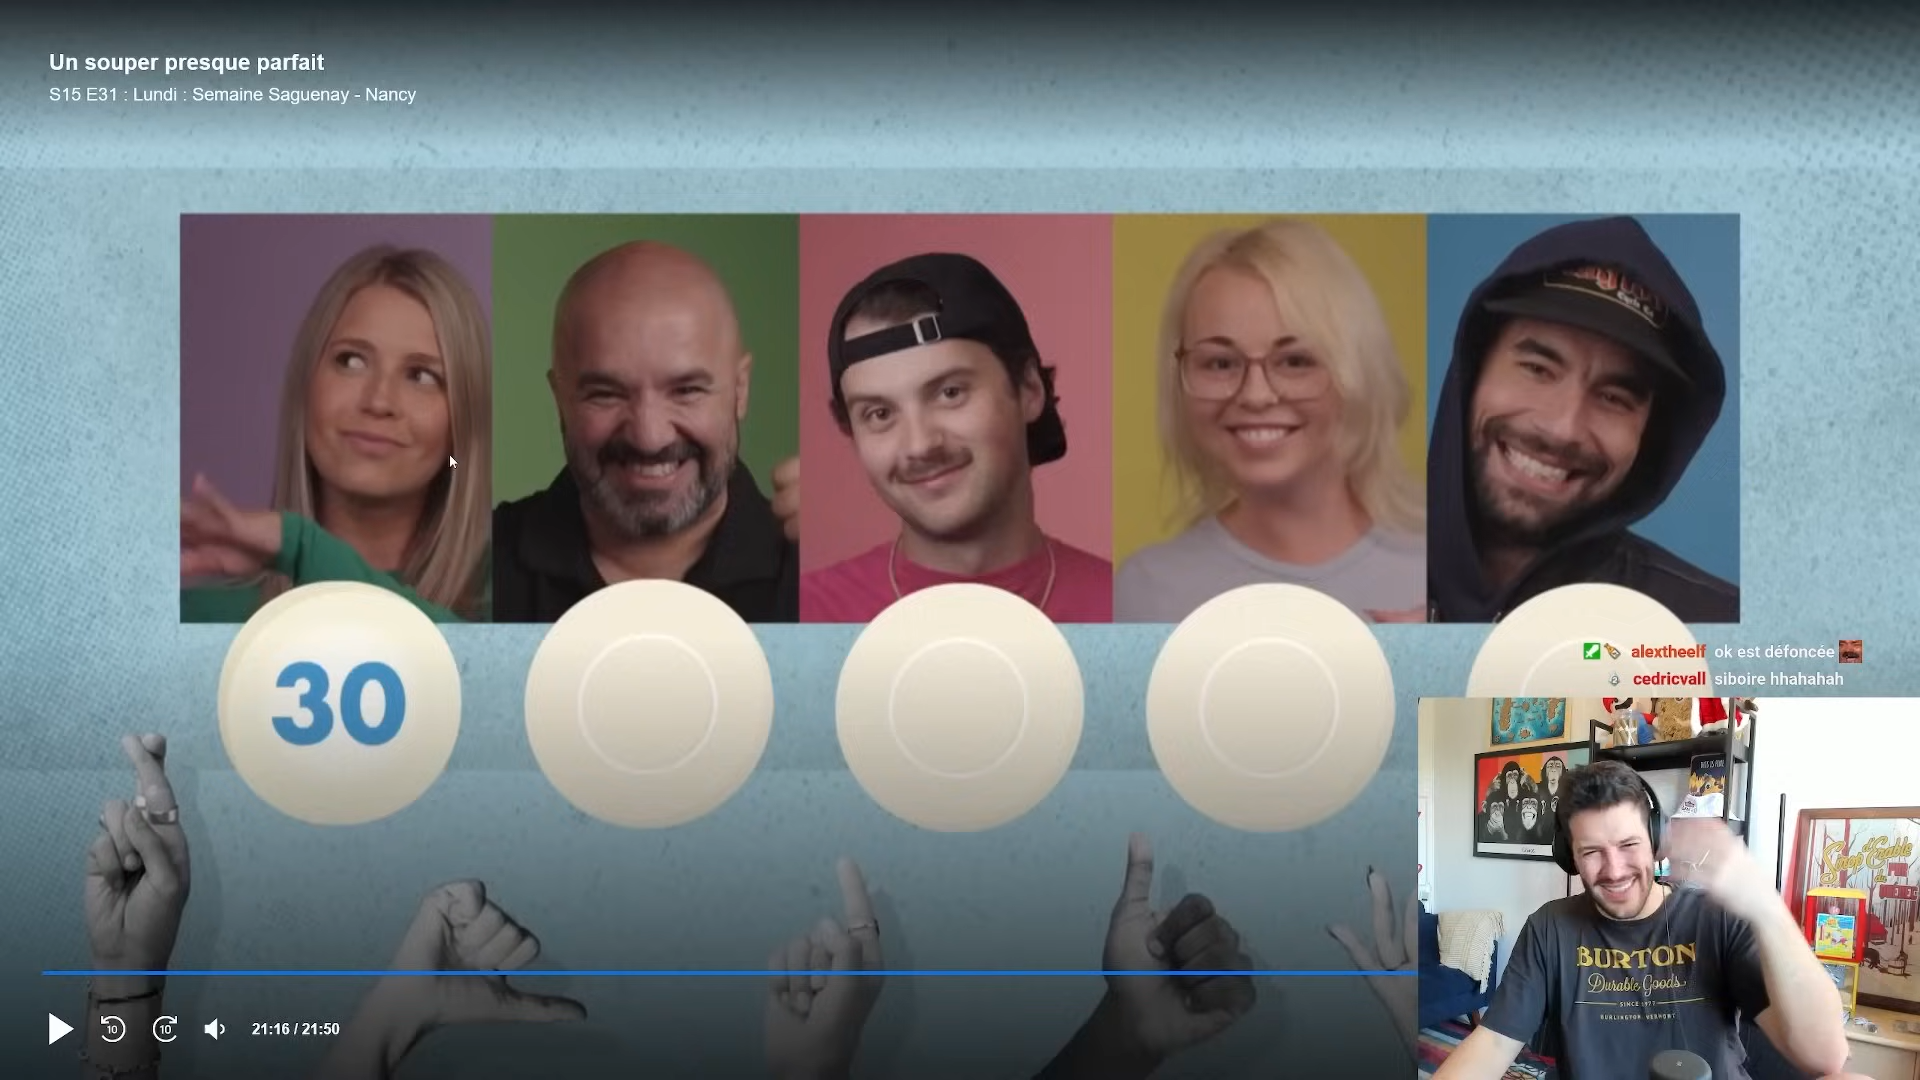 Un souper presque parfait
S15 E31 : Lundi : Semaine Saguenay - Nancy
30
alextheelf ok est défoncée
cedricvall siboire hhahahah
BURTON
Durable Goods
SINCE 1977
BURLINGTON, VERMONT
10
10
21:16 / 21:50